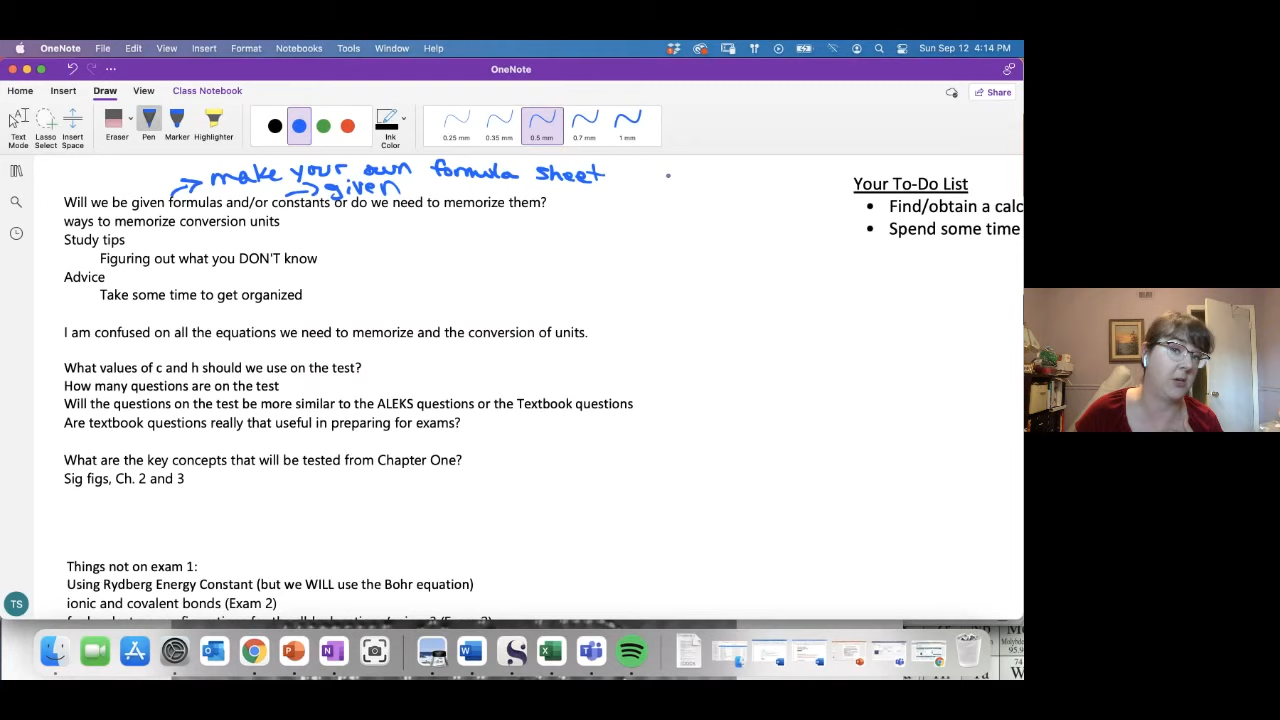 OneNote File Edit View Insert Format Notebooks Tools Window Help Sun Sep 12 4:14 PM
OneNote
Home Insert Draw View Class Notebook Share
Text Mode Lasso Select Insert Space Eraser Pen Marker Highlighter Ink Color 0.25 mm 0.35 mm 0.5 mm 0.7 mm 1 mm
make your own formula sheet
given
Will we be given formulas and/or constants or do we need to memorize them?
ways to memorize conversion units
Study tips
Figuring out what you DON'T know
Advice
Take some time to get organized
I am confused on all the equations we need to memorize and the conversion of units.
What values of c and h should we use on the test?
How many questions are on the test
Will the questions on the test be more similar to the ALEKS questions or the Textbook questions
Are textbook questions really that useful in preparing for exams?
What are the key concepts that will be tested from Chapter One?
Sig figs, Ch. 2 and 3
Things not on exam 1:
Using Rydberg Energy Constant (but we WILL use the Bohr equation)
ionic and covalent bonds (Exam 2)
Your To-Do List
• Find/obtain a calc
• Spend some time
TS